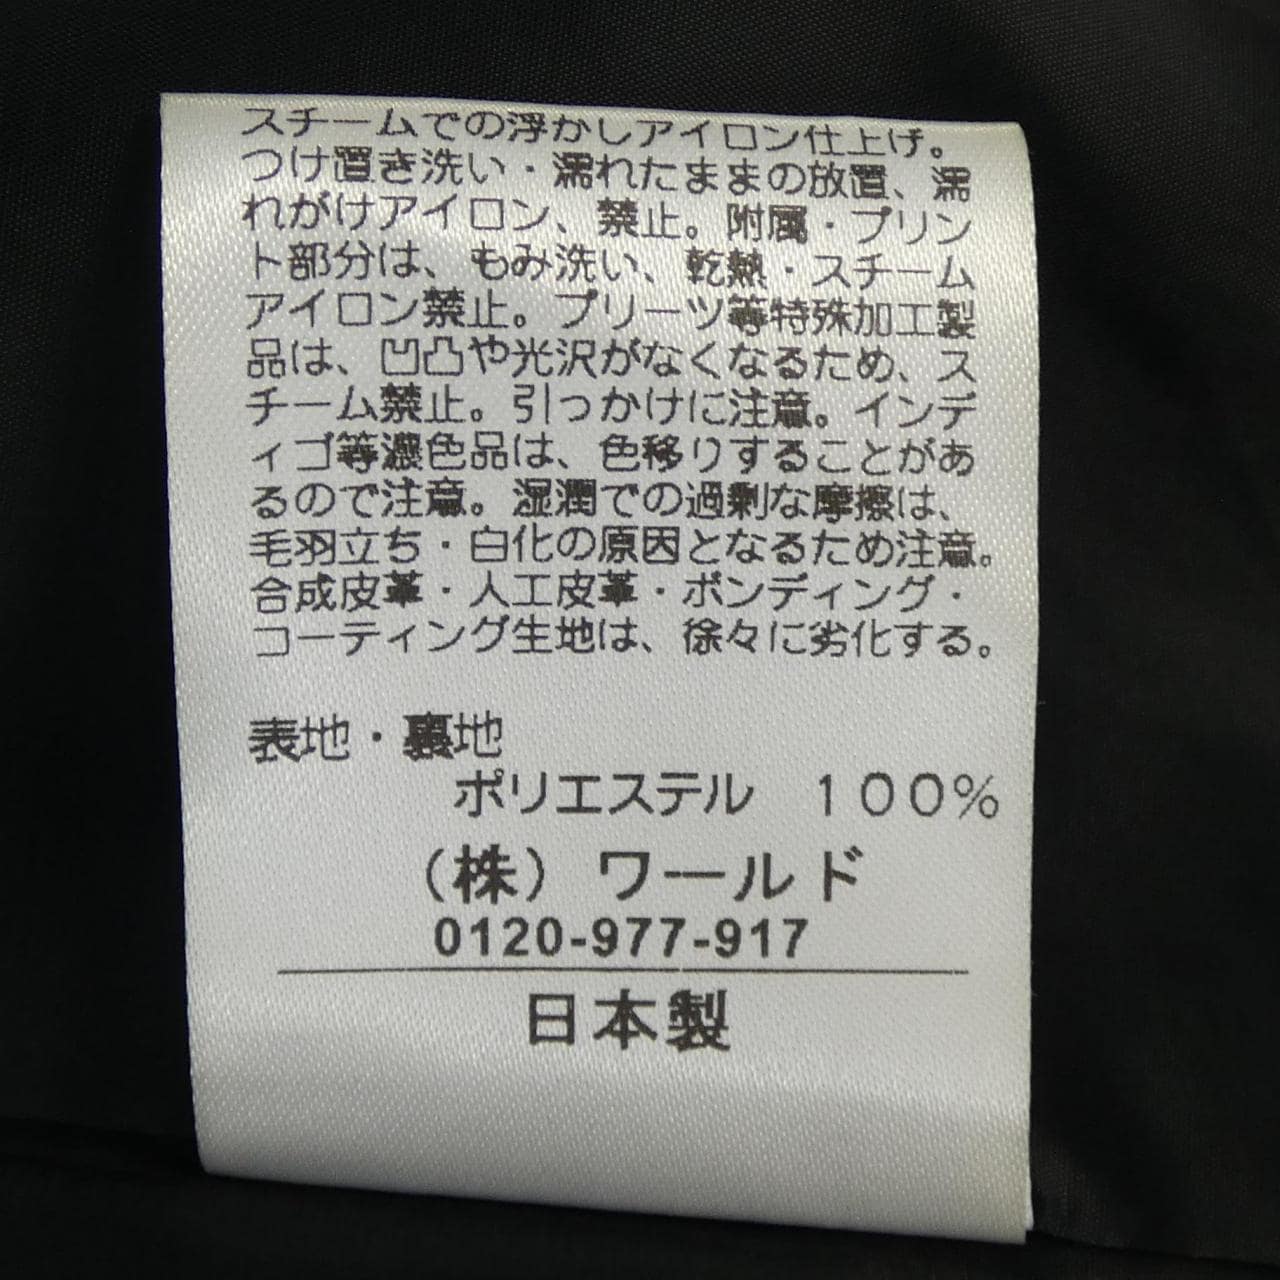 スチームでの浮かしアイロン仕上げ。
つけ置き洗い・濡れたままの放置、濡
れがけアイロン、禁止。附属・プリン
ト部分は、もみ洗い、乾熱・スチーム
アイロン禁止。プリーツ等特殊加工製
品は、凹凸や光沢がなくなるため、ス
チーム禁止。引っかけに注意。インデ
ィゴ等濃色品は、色移りすることがあ
るので注意。湿潤での過剰な摩擦は、
毛羽立ち・白化の原因となるため注意。
合成皮革・人工皮革・ボンディング・
コーティング生地は、徐々に劣化する。
表地・裏地
ポリエステル 100%
(株) ワールド
0120-977-917
日本製